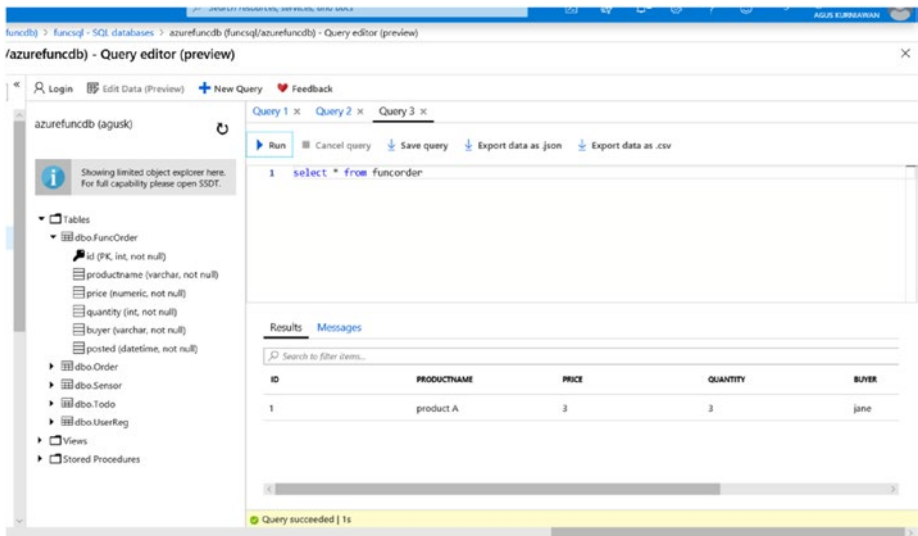 Search resources, services, and docs
AGUS KURNIAWAN
funcdb) > funcsql - SQL databases > azurefuncdb (funcsql/azurefuncdb) - Query editor (preview)
/azurefuncdb) - Query editor (preview)
« Login Edit Data (Preview) New Query Feedback
azurefuncdb (agusk)
Showing limited object explorer here.
For full capability please open SSDT.
Tables
dbo.FuncOrder
id (PK, int, not null)
productname (varchar, not null)
price (numeric, not null)
quantity (int, not null)
buyer (varchar, not null)
posted (datetime, not null)
dbo.Order
dbo.Sensor
dbo.Todo
dbo.UserReg
Views
Stored Procedures
Query 1 × Query 2 × Query 3 ×
Run Cancel query Save query Export data as .json Export data as .csv
1 select * from funcorder
Results Messages
Search to filter items...
ID PRODUCTNAME PRICE QUANTITY BUYER
1 product A 3 3 jane
Query succeeded | 1s